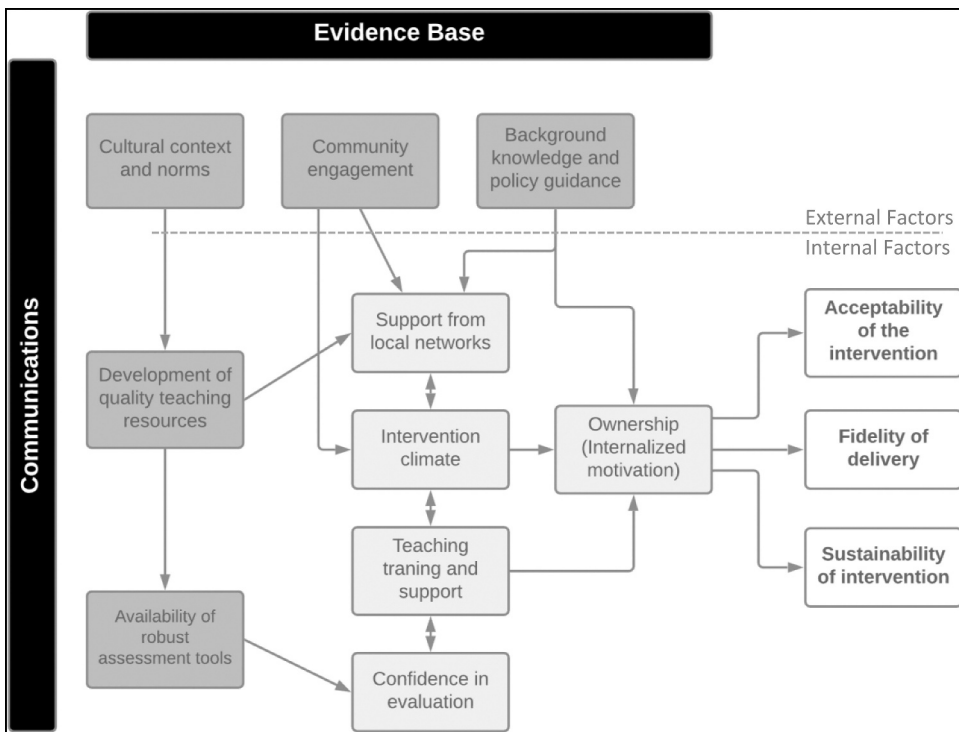 Evidence Base
Communications
Cultural context
and norms
Community
engagement
Background
knowledge and
policy guidance
External Factors
Internal Factors
Support from
local networks
Acceptability
of the
intervention
Development of
quality teaching
resources
Intervention
climate
Ownership
(Internalized
motivation)
Fidelity of
delivery
Teaching
traning and
support
Sustainability
of intervention
Availability of
robust
assessment tools
Confidence in
evaluation